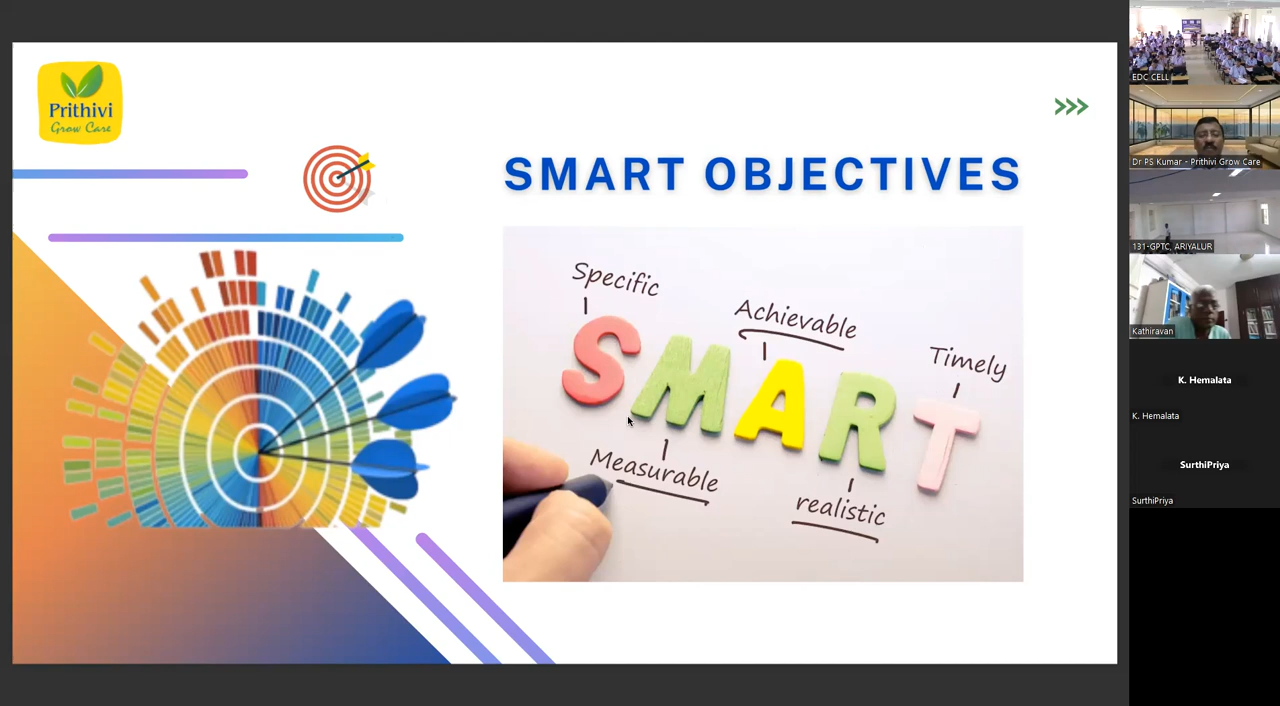 Prithivi
Grow Care
SMART OBJECTIVES
Specific
Achievable
Timely
SMART
Measurable
realistic
EDC CELL
Dr PS Kumar - Prithivi Grow Care
131-GPTC, ARIYALUR
Kathiravan
K. Hemalata
K. Hemalata
SurthiPriya
SurthiPriya